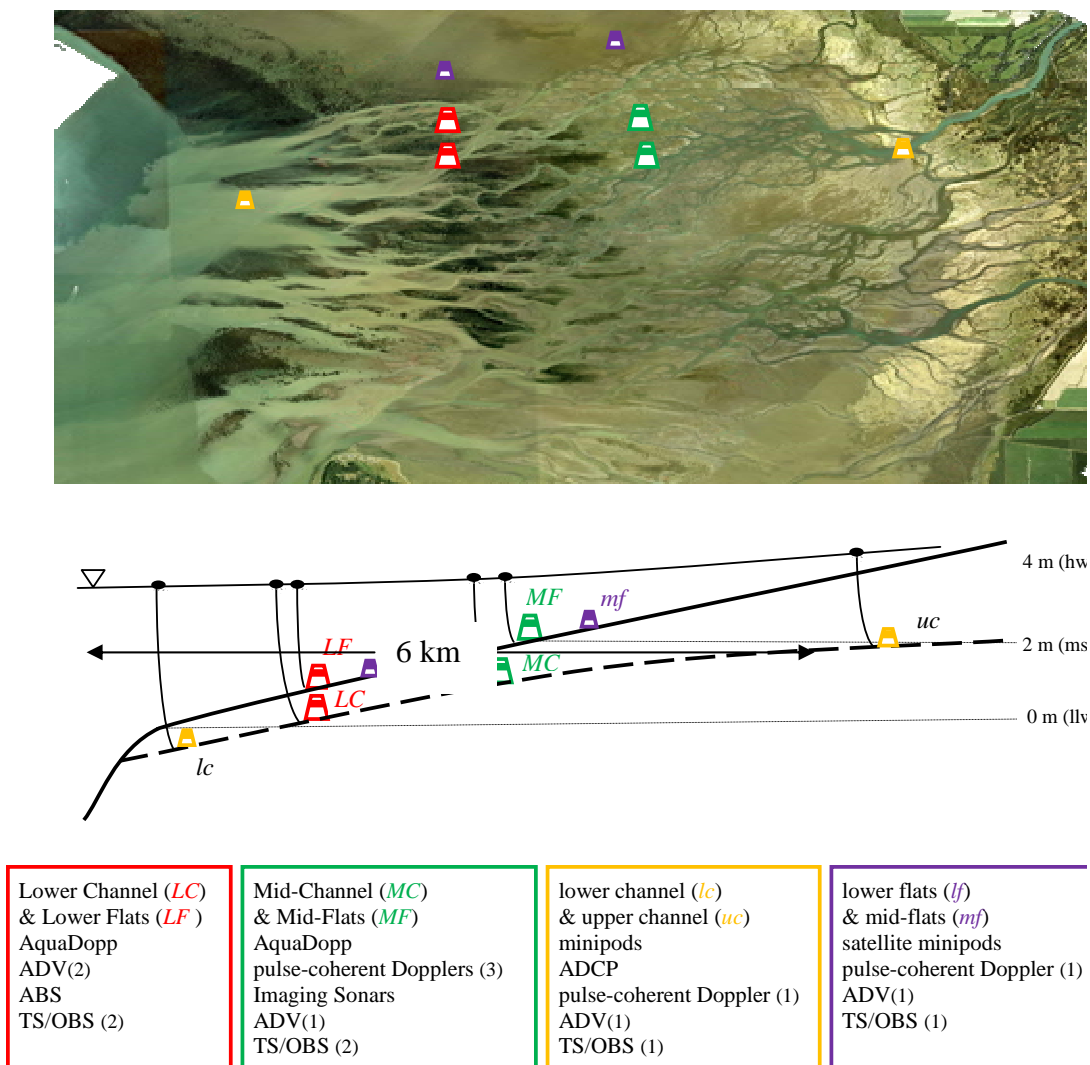 4 m (hw
MF
mf
uc
2 m (ms
LF
6 km
MC
LC
0 m (llv
lc
Lower Channel (LC)
& Lower Flats (LF )
AquaDopp
ADV(2)
ABS
TS/OBS (2)
Mid-Channel (MC)
& Mid-Flats (MF)
AquaDopp
pulse-coherent Dopplers (3)
Imaging Sonars
ADV(1)
TS/OBS (2)
lower channel (lc)
& upper channel (uc)
minipods
ADCP
pulse-coherent Doppler (1)
ADV(1)
TS/OBS (1)
lower flats (lf)
& mid-flats (mf)
satellite minipods
pulse-coherent Doppler (1)
ADV(1)
TS/OBS (1)